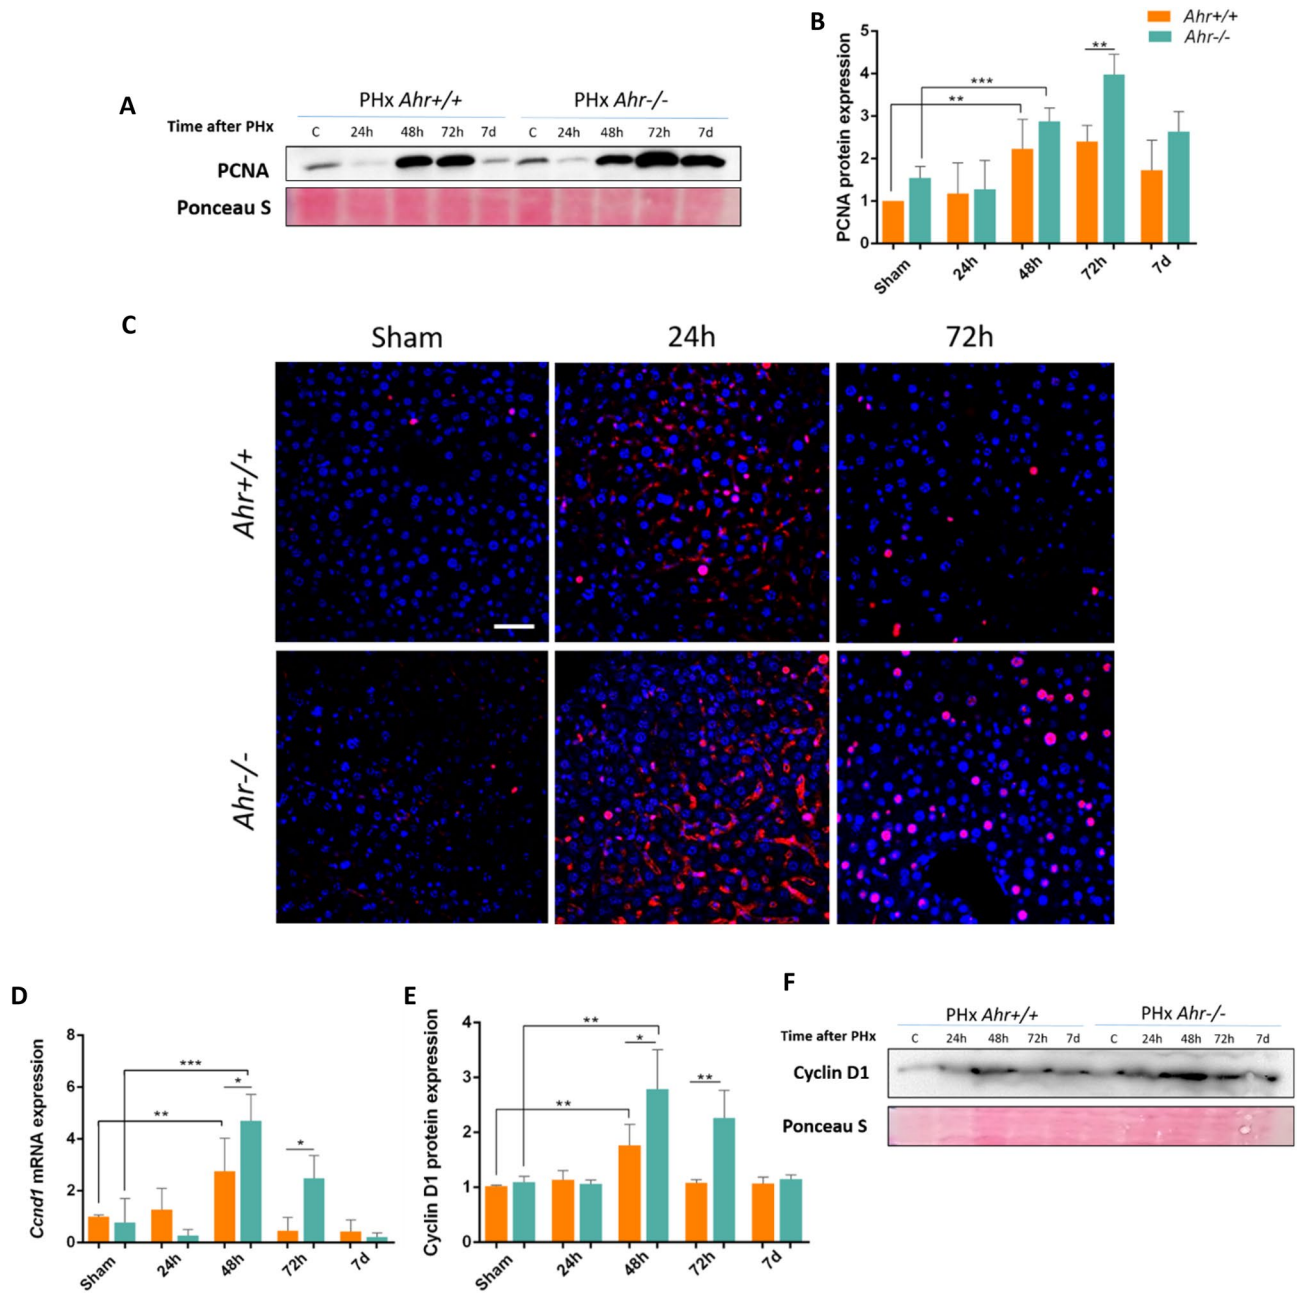 A
PHx Ahr+/+ PHx Ahr-/-
Time after PHx C 24h 48h 72h 7d C 24h 48h 72h 7d
PCNA
Ponceau S
B
Ahr+/+
Ahr-/-
PCNA protein expression
5
4
3
2
1
0
**
***
**
Sham 24h 48h 72h 7d
C
Sham 24h 72h
Ahr+/+
Ahr-/-
D
Ccnd1 mRNA expression
8
6
4
2
0
***
*
**
*
Sham 24h 48h 72h 7d
E
Cyclin D1 protein expression
4
3
2
1
0
**
*
**
**
Sham 24h 48h 72h 7d
F
PHx Ahr+/+ PHx Ahr-/-
Time after PHx C 24h 48h 72h 7d C 24h 48h 72h 7d
Cyclin D1
Ponceau S